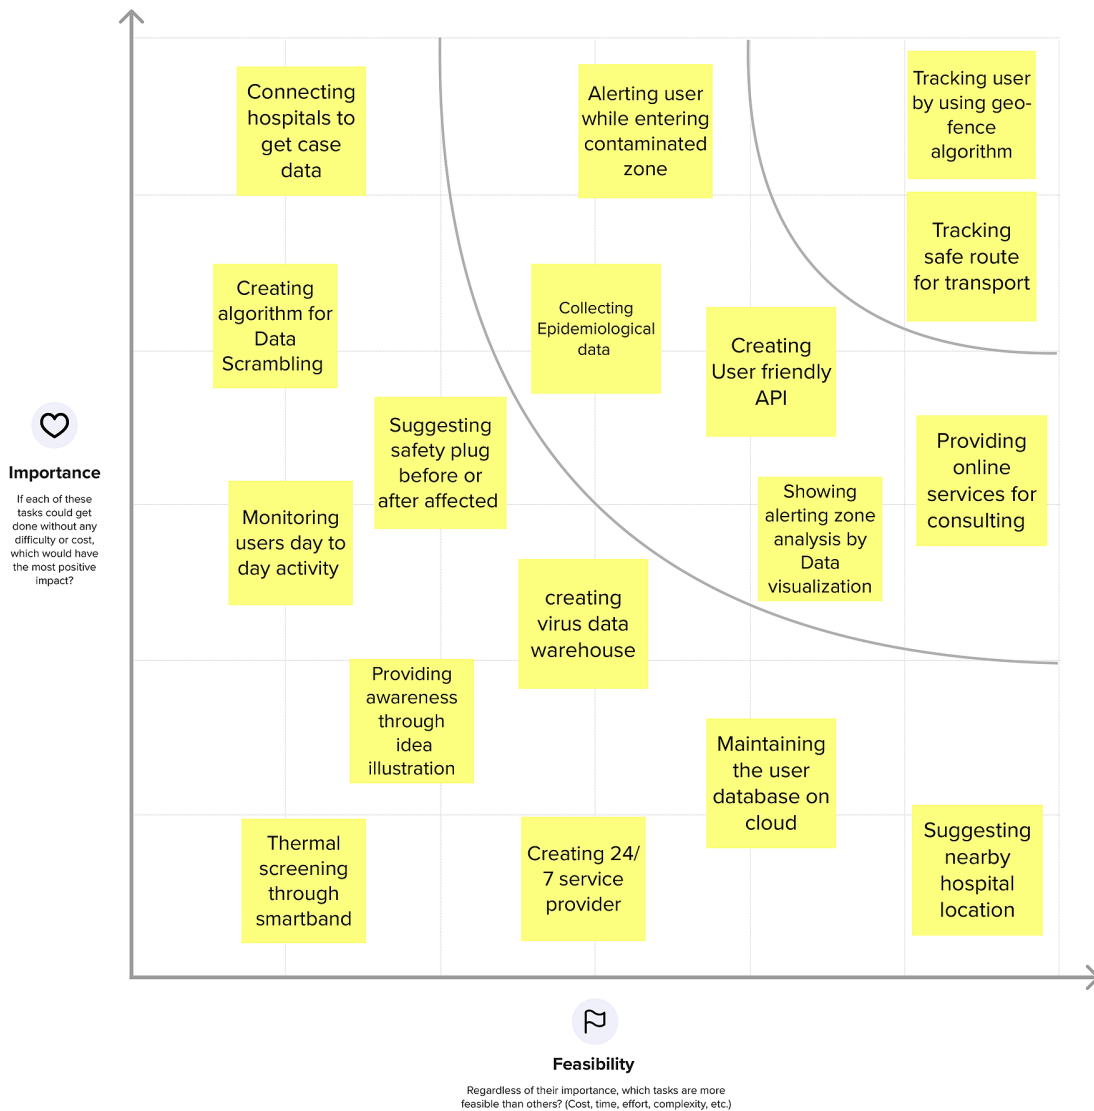 Connecting
hospitals to
get case
data
Alerting user
while entering
contaminated
zone
Tracking user
by using geo-
fence
algorithm
Tracking
safe route
for transport
Creating
algorithm for
Data
Scrambling
Collecting
Epidemiological
data
Creating
User friendly
API
Suggesting
safety plug
before or
after affected
Providing
online
services for
consulting
Importance
If each of these
tasks could get
done without any
difficulty or cost,
which would have
the most positive
impact?
Monitoring
users day to
day activity
Showing
alerting zone
analysis by
Data
visualization
creating
virus data
warehouse
Providing
awareness
through
idea
illustration
Maintaining
the user
database on
cloud
Thermal
screening
through
smartband
Creating 24/
7 service
provider
Suggesting
nearby
hospital
location
Feasibility
Regardless of their importance, which tasks are more
feasible than others? (Cost, time, effort, complexity, etc.)